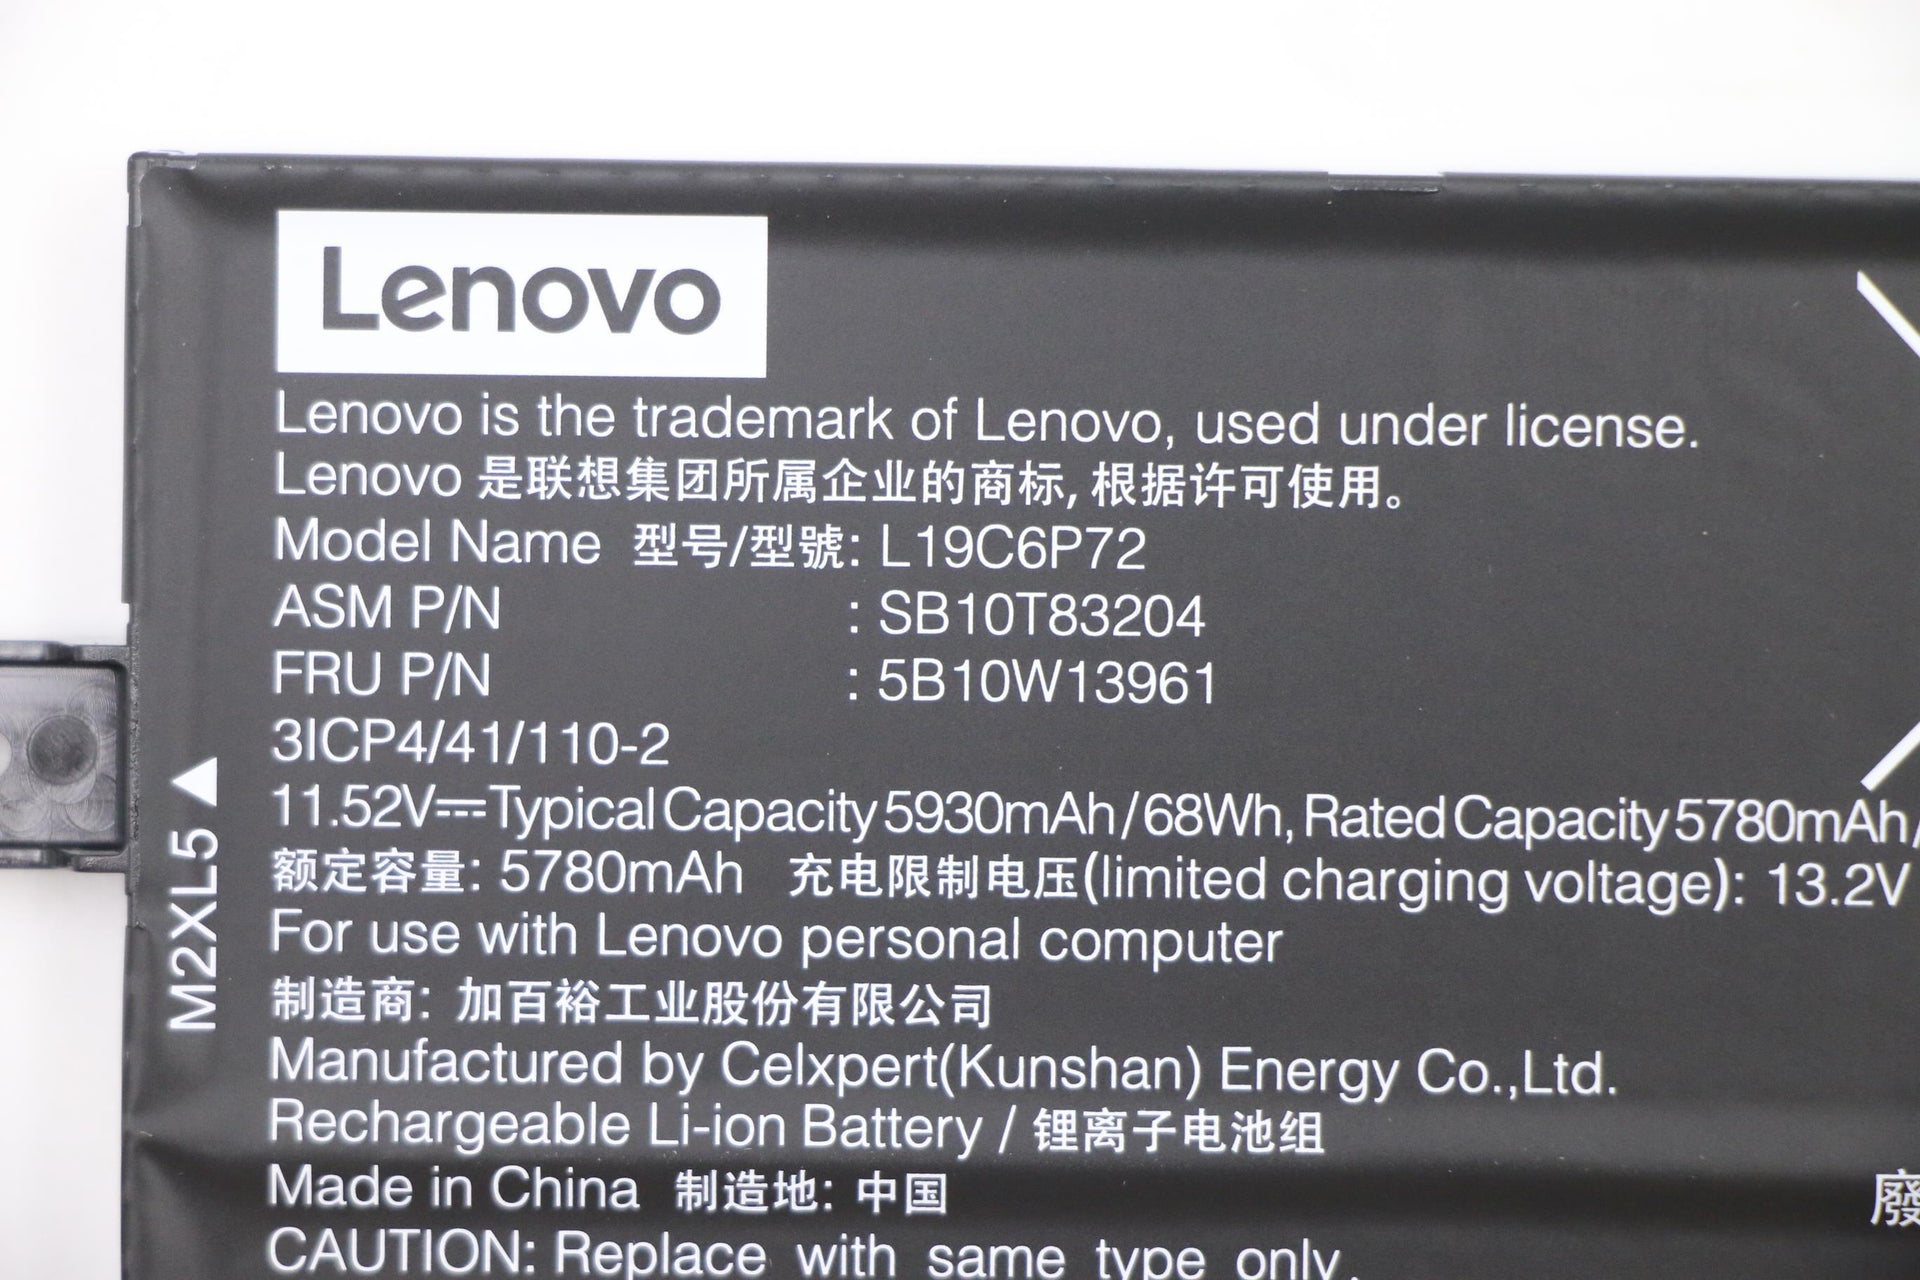 Lenovo
Lenovo is the trademark of Lenovo, used under license.
Lenovo 是联想集团所属企业的商标, 根据许可使用。
Model Name 型号/型號: L19C6P72
ASM P/N : SB10T83204
FRU P/N : 5B10W13961
3ICP4/41/110-2
11.52V⎓Typical Capacity 5930mAh/68Wh, Rated Capacity 5780mAh/
额定容量: 5780mAh 充电限制电压(limited charging voltage): 13.2V
For use with Lenovo personal computer
制造商: 加百裕工业股份有限公司
Manufactured by Celxpert(Kunshan) Energy Co.,Ltd.
Rechargeable Li-ion Battery / 锂离子电池组
Made in China 制造地: 中国
CAUTION: Replace with same type only.
M2XL5▲
廢